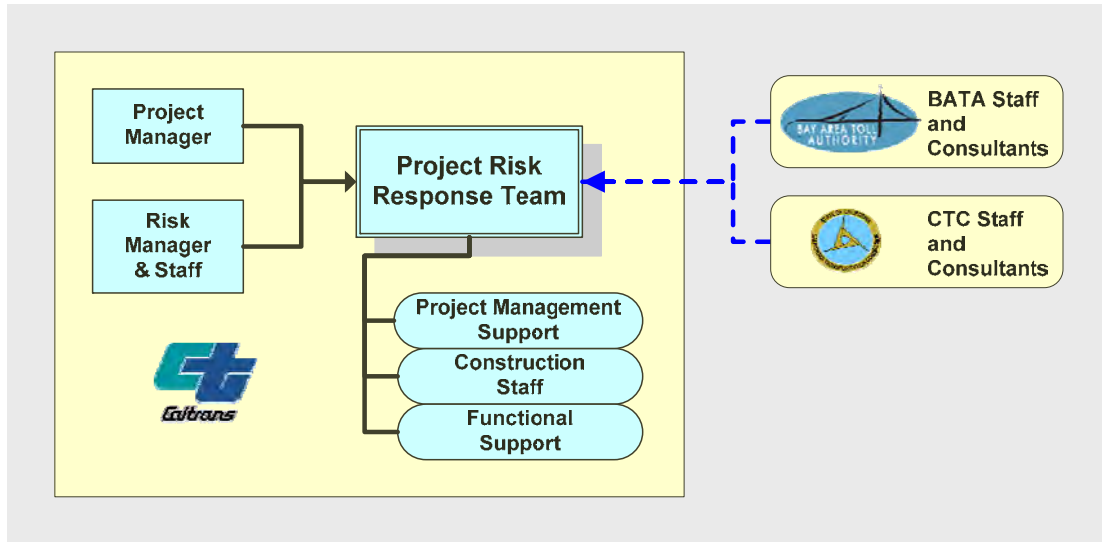 Project
Manager
Risk
Manager
& Staff
Project Risk
Response Team
Project Management
Support
Construction
Staff
Functional
Support
Caltrans
BAY AREA TOLL
AUTHORITY
BATA Staff
and
Consultants
CTC Staff
and
Consultants